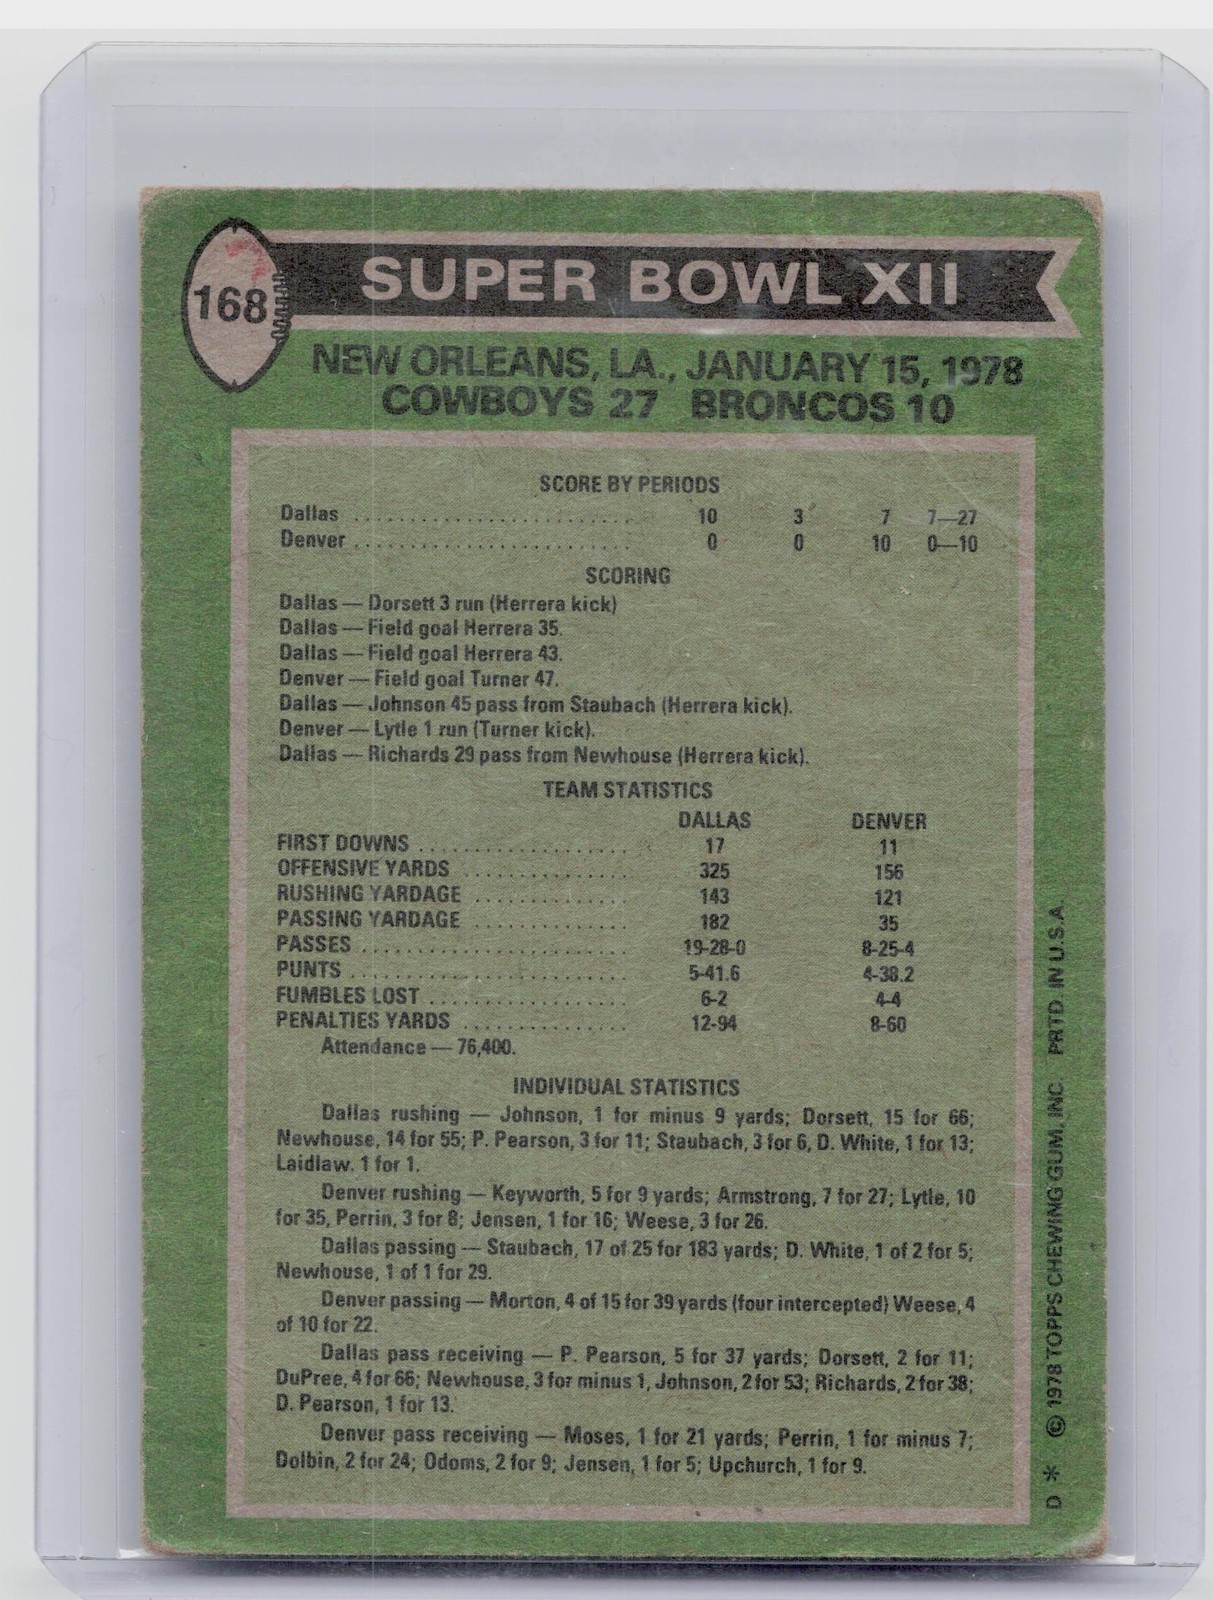 168
SUPER BOWL XII
NEW ORLEANS, LA., JANUARY 15, 1978
COWBOYS 27 BRONCOS 10
SCORE BY PERIODS
Dallas ......................... 10 3 7 7—27
Denver ......................... 0 0 10 0—10
SCORING
Dallas — Dorsett 3 run (Herrera kick)
Dallas — Field goal Herrera 35.
Dallas — Field goal Herrera 43.
Denver — Field goal Turner 47.
Dallas — Johnson 45 pass from Staubach (Herrera kick).
Denver — Lytle 1 run (Turner kick).
Dallas — Richards 29 pass from Newhouse (Herrera kick).
TEAM STATISTICS
DALLAS DENVER
FIRST DOWNS ................... 17 11
OFFENSIVE YARDS ............... 325 156
RUSHING YARDAGE .............. 143 121
PASSING YARDAGE .............. 182 35
PASSES ........................ 19-28-0 8-25-4
PUNTS ......................... 5-41.6 4-38.2
FUMBLES LOST .................. 6-2 4-4
PENALTIES YARDS ............... 12-94 8-60
Attendance — 76,400.
INDIVIDUAL STATISTICS
Dallas rushing — Johnson, 1 for minus 9 yards; Dorsett, 15 for 66;
Newhouse, 14 for 55; P. Pearson, 3 for 11; Staubach, 3 for 6, D. White, 1 for 13;
Laidlaw. 1 for 1.
Denver rushing — Keyworth, 5 for 9 yards; Armstrong, 7 for 27; Lytle, 10
for 35, Perrin, 3 for 8; Jensen, 1 for 16; Weese, 3 for 26.
Dallas passing — Staubach, 17 of 25 for 183 yards; D. White, 1 of 2 for 5;
Newhouse, 1 of 1 for 29.
Denver passing — Morton, 4 of 15 for 39 yards (four intercepted) Weese, 4
of 10 for 22.
Dallas pass receiving — P. Pearson, 5 for 37 yards; Dorsett, 2 for 11;
DuPree, 4 for 66; Newhouse, 3 for minus 1, Johnson, 2 for 53; Richards, 2 for 38;
D. Pearson, 1 for 13.
Denver pass receiving — Moses, 1 for 21 yards; Perrin, 1 for minus 7;
Dolbin, 2 for 24; Odoms, 2 for 9; Jensen, 1 for 5; Upchurch, 1 for 9.
D * © 1978 TOPPS CHEWING GUM, INC. PRTD. IN U.S.A.